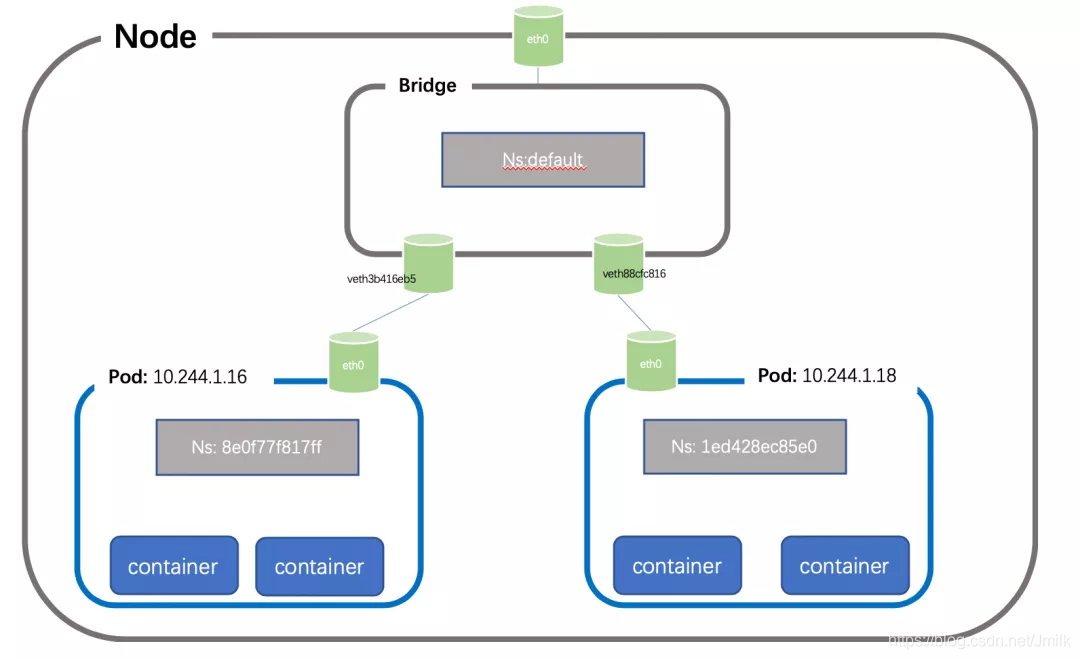 Node
eth0
Bridge
Ns:default
veth3b416eb5
veth88cfc816
eth0
eth0
Pod: 10.244.1.16
Pod: 10.244.1.18
Ns: 8e0f77f817ff
Ns: 1ed428ec85e0
container
container
container
container
https://blog.csdn.net/Jmilk